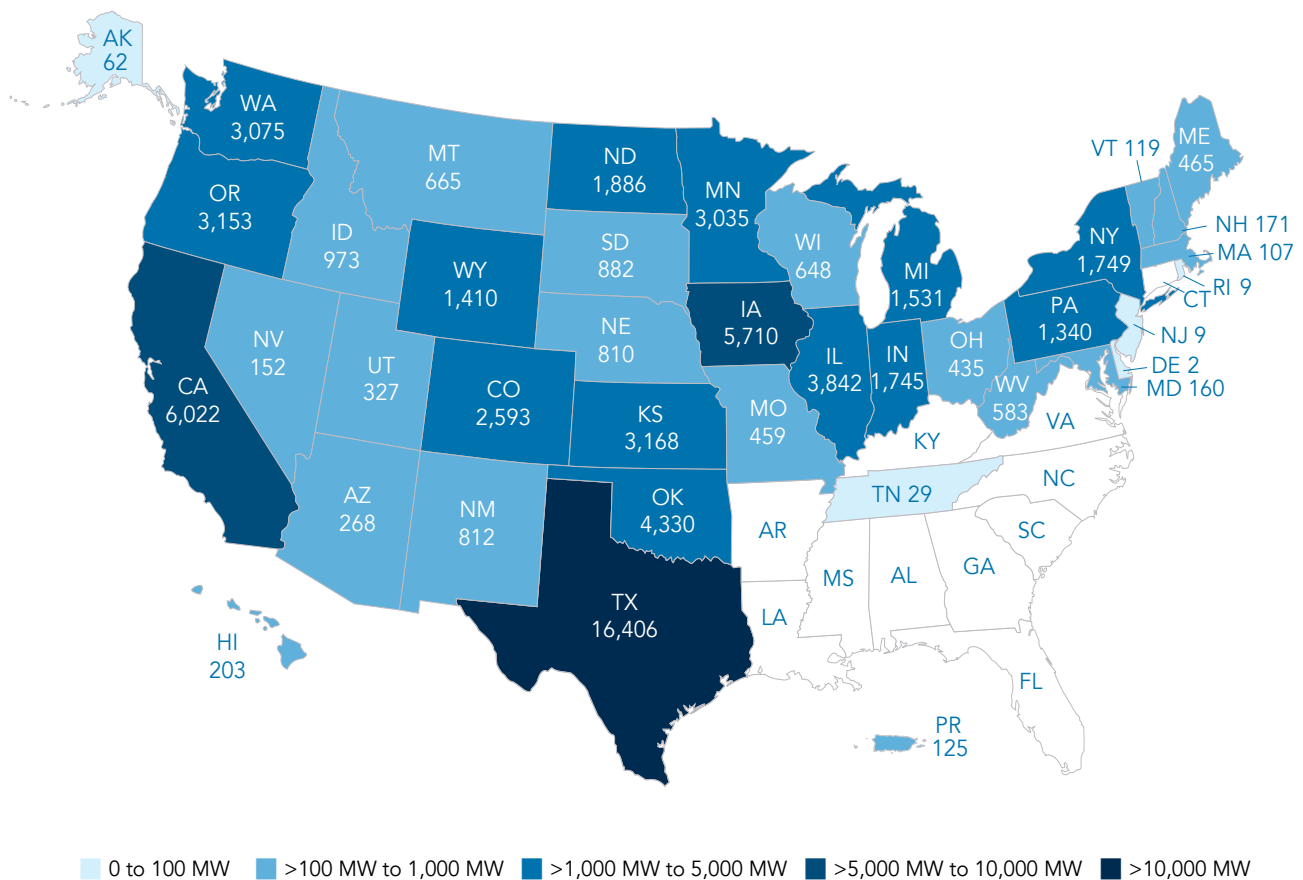 AK
62
WA
3,075
OR
3,153
CA
6,022
NV
152
ID
973
MT
665
WY
1,410
UT
327
AZ
268
CO
2,593
NM
812
ND
1,886
SD
882
NE
810
KS
3,168
OK
4,330
TX
16,406
MN
3,035
IA
5,710
MO
459
AR
LA
WI
648
IL
3,842
MI
1,531
IN
1,745
OH
435
KY
TN 29
MS
AL
GA
FL
SC
NC
VA
WV
583
PA
1,340
NY
1,749
VT 119
ME
465
NH 171
MA 107
RI 9
CT
NJ 9
DE 2
MD 160
HI
203
PR
125
0 to 100 MW
>100 MW to 1,000 MW
>1,000 MW to 5,000 MW
>5,000 MW to 10,000 MW
>10,000 MW